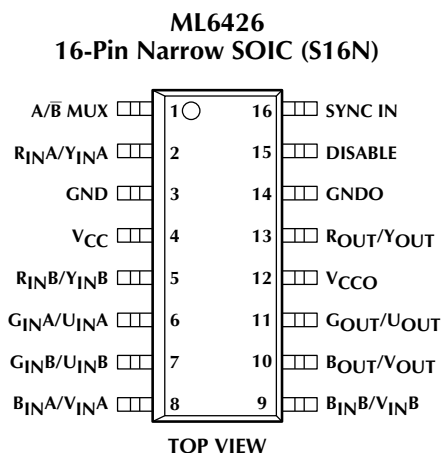 ML6426
16-Pin Narrow SOIC (S16N)
A/B̅ MUX 1 16 SYNC IN
RINA/YINA 2 15 DISABLE
GND 3 14 GNDO
VCC 4 13 ROUT/YOUT
RINB/YINB 5 12 VCCO
GINA/UINA 6 11 GOUT/UOUT
GINB/UINB 7 10 BOUT/VOUT
BINA/VINA 8 9 BINB/VINB
TOP VIEW